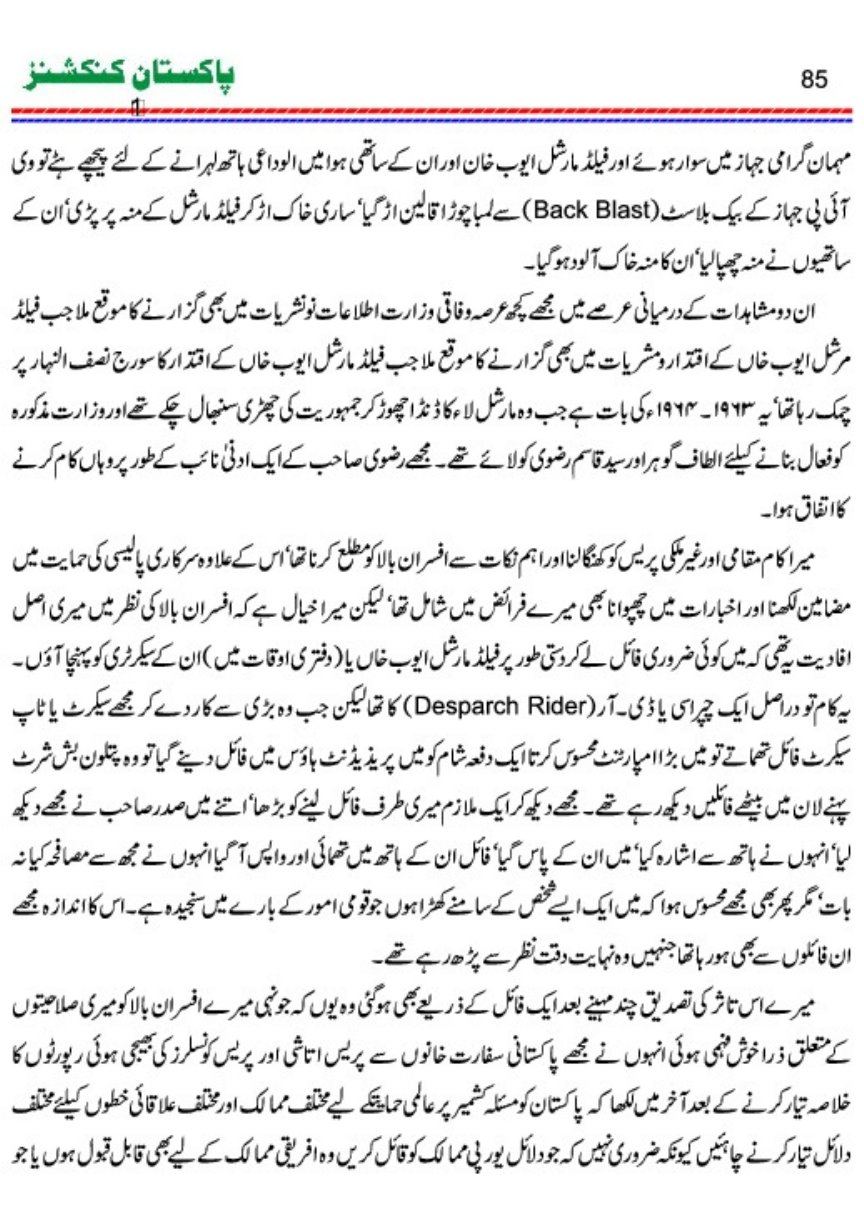 پاکستان کنکشنز
85
1
مہمان گرامی جہاز میں سوار ہوئے اور فیلڈ مارشل ایوب خان اور ان کے ساتھی ہوا میں الوداعی ہاتھ لہرانے کے لئے پیچھے ہٹے تو وی
آئی پی جہاز کے بیک بلاسٹ (Back Blast) سے لمبا چوڑا قالین اڑ گیا‘ ساری خاک اڑ کر فیلڈ مارشل کے منہ پر پڑی‘ ان کے
ساتھیوں نے منہ چھپا لیا‘ ان کا منہ خاک آلود ہوگیا۔
ان دو مشاہدات کے درمیانی عرصے میں مجھے کچھ عرصہ وفاقی وزارت اطلاعات نونشریات میں بھی گزارنے کا موقع ملا جب فیلڈ
مرشل ایوب خاں کے اقتدار ومشریات میں بھی گزارنے کا موقع ملا جب فیلڈ مارشل ایوب خاں کے اقتدار کا سورج نصف النہار پر
چمک رہا تھا‘ یہ ۱۹۶۳۔۱۹۶۴ء کی بات ہے جب وہ مارشل لاء کا ڈنڈا چھوڑ کر جمہوریت کی چھڑی سنبھال چکے تھے اور وزارت مذکورہ
کو فعال بنانے کیلئے الطاف گوہر اور سید قاسم رضوی کو لائے تھے۔ مجھے رضوی صاحب کے ایک ادنیٰ نائب کے طور پر وہاں کام کرنے
کا اتفاق ہوا۔
میرا کام مقامی اور غیر ملکی پریس کو کھنگالنا اور اہم نکات سے افسران بالا کو مطلع کرنا تھا‘ اس کے علاوہ سرکاری پالیسی کی حمایت میں
مضامین لکھنا اور اخبارات میں چھپوانا بھی میرے فرائض میں شامل تھا‘ لیکن میرا خیال ہے کہ افسران بالا کی نظر میں میری اصل
افادیت یہ تھی کہ میں کوئی ضروری فائل لے کر دستی طور پر فیلڈ مارشل ایوب خاں یا (دفتری اوقات میں) ان کے سیکرٹری کو پہنچا آؤں۔
یہ کام تو دراصل ایک چپراسی یا ڈی۔آر (Desparch Rider) کا تھا لیکن جب وہ بڑی سے کار دے کر مجھے سیکرٹ یا ٹاپ
سیکرٹ فائل تھماتے تو میں بڑا امپارٹنٹ محسوس کرتا ایک دفعہ شام کو میں پریذیڈنٹ ہاؤس میں فائل دینے گیا تو وہ پتلون بش شرٹ
پہنے لان میں بیٹھے فائلیں دیکھ رہے تھے۔ مجھے دیکھ کر ایک ملازم میری طرف فائل لینے کو بڑھا‘ اتنے میں صدر صاحب نے مجھے دیکھ
لیا‘ انہوں نے ہاتھ سے اشارہ کیا‘ میں ان کے پاس گیا‘ فائل ان کے ہاتھ میں تھمائی اور واپس آ گیا انہوں نے مجھ سے مصافحہ کیا نہ
بات‘ مگر پھر بھی مجھے محسوس ہوا کہ میں ایک ایسے شخص کے سامنے کھڑا ہوں جو قومی امور کے بارے میں سنجیدہ ہے۔ اس کا اندازہ مجھے
ان فائلوں سے بھی ہو رہا تھا جنہیں وہ نہایت دقت نظر سے پڑھ رہے تھے۔
میرے اس تاثر کی تصدیق چند مہینے بعد ایک فائل کے ذریعے بھی ہوگئی وہ یوں کہ جونہی میرے افسران بالا کو میری صلاحیتوں
کے متعلق ذرا خوش فہمی ہوئی انہوں نے مجھے پاکستانی سفارت خانوں سے پریس اتاشی اور پریس کونسلرز کی بھیجی ہوئی رپورٹوں کا
خلاصہ تیار کرنے کے بعد آخر میں لکھا کہ پاکستان کو مسئلہ کشمیر پر عالمی حمایتکے لیے مختلف ممالک اور مختلف علاقائی خطوں کیلئے مختلف
دلائل تیار کرنے چاہئیں کیونکہ ضروری نہیں کہ جو دلائل یورپی ممالک کو قائل کریں وہ افریقی ممالک کے لیے بھی قابل قبول ہوں یا جو